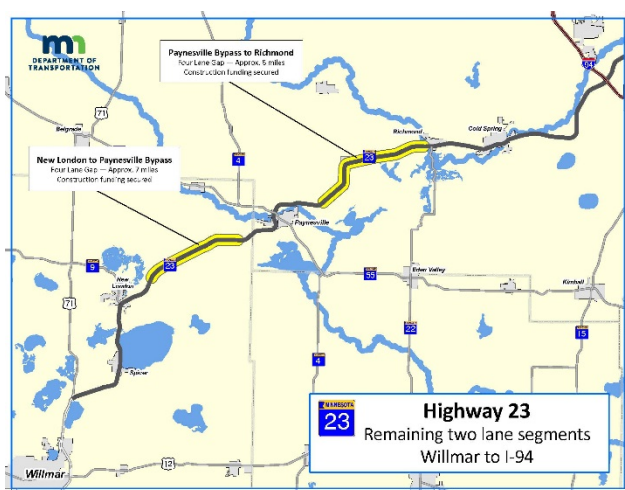 DEPARTMENT OF
TRANSPORTATION
Paynesville Bypass to Richmond
Four Lane Gap — Approx. 5 miles
Construction funding secured
94
71
Belgrade
Richmond
Cold Spring
23
New London to Paynesville Bypass
Four Lane Gap — Approx. 7 miles
Construction funding secured
4
Paynesville
9
23
New
London
55
Eden Valley
Kimball
71
22
15
Spicer
4
MINNESOTA
23
Highway 23
Remaining two lane segments
Willmar to I-94
12
Willmar